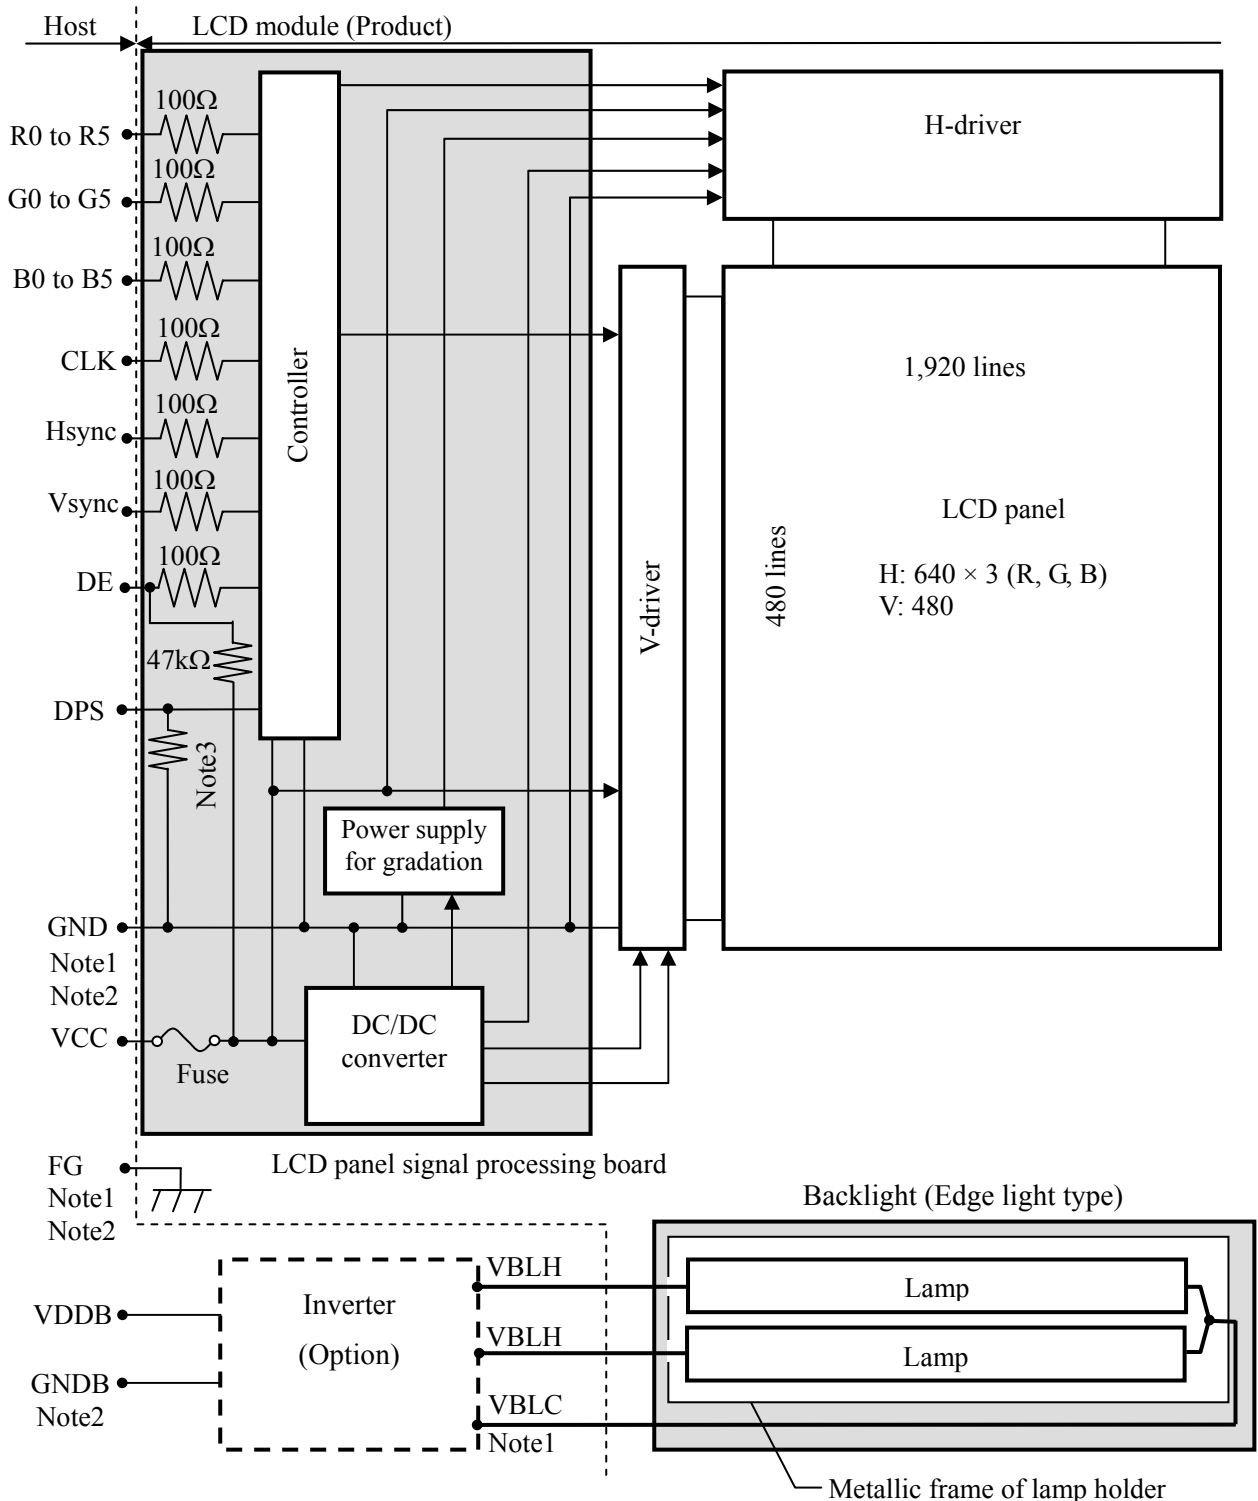 Host
LCD module (Product)
100Ω
R0 to R5
100Ω
G0 to G5
100Ω
B0 to B5
100Ω
CLK
100Ω
Hsync
100Ω
Vsync
100Ω
DE
47kΩ
DPS
Note3
Controller
H-driver
V-driver
1,920 lines
480 lines
LCD panel
H: 640 × 3 (R, G, B)
V: 480
Power supply
for gradation
GND
Note1
Note2
VCC
Fuse
DC/DC
converter
FG
Note1
Note2
LCD panel signal processing board
Backlight (Edge light type)
VDDB
GNDB
Note2
Inverter
(Option)
VBLH
VBLH
VBLC
Note1
Lamp
Lamp
Metallic frame of lamp holder